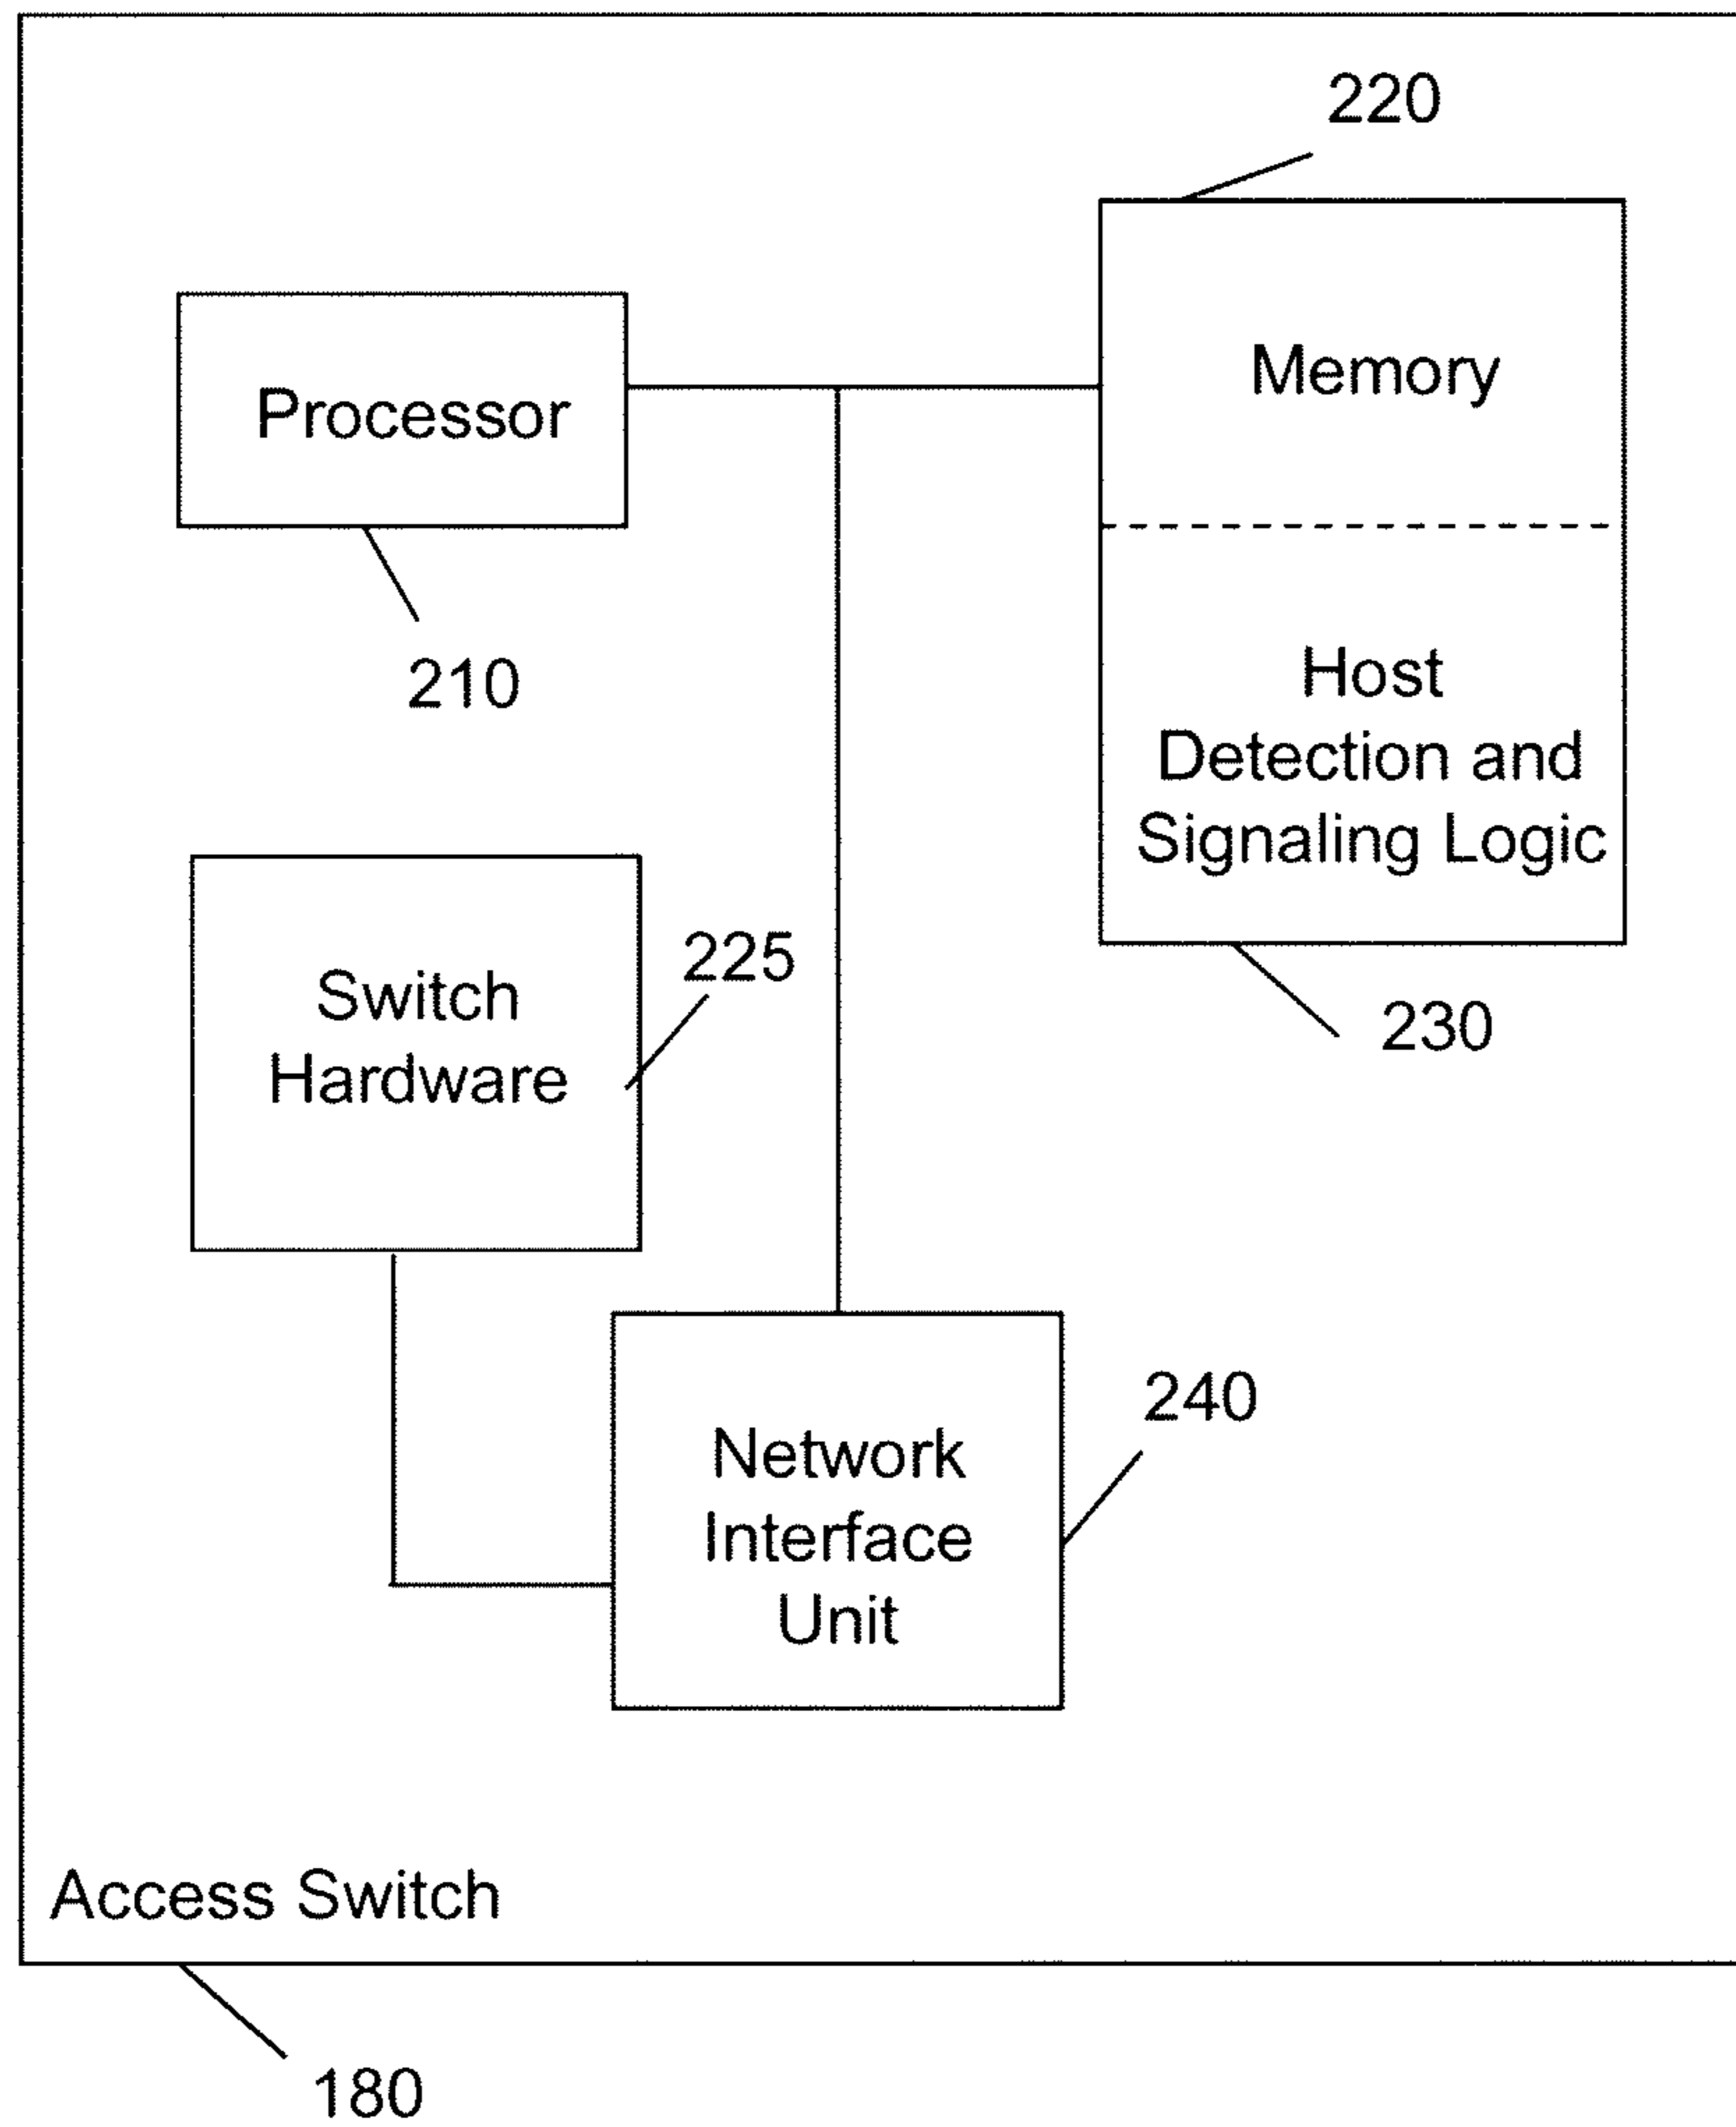 220
Memory
Processor
210
Host
Detection and
Signaling Logic
230
Switch
Hardware
225
Network
Interface
Unit
240
Access Switch
180